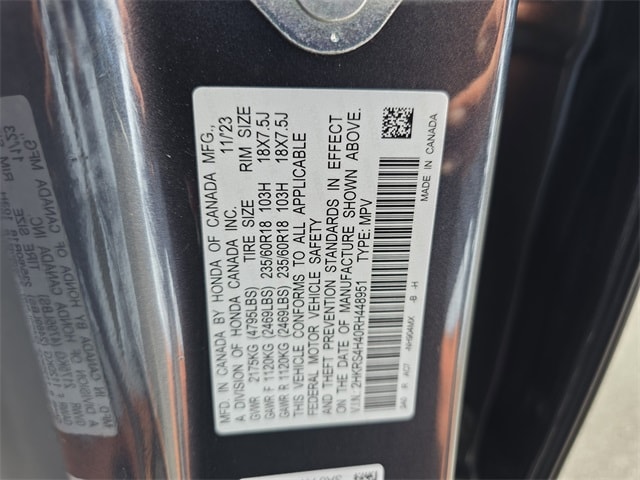 MFD. IN CANADA BY HONDA OF CANADA MFG.,
A DIVISION OF HONDA CANADA INC. 11/23
GVWR 2175KG (4795LBS) TIRE SIZE RIM SIZE
GAWR F 1120KG (2469LBS) 235/60R18 103H 18X7.5J
GAWR R 1120KG (2469LBS) 235/60R18 103H 18X7.5J
THIS VEHICLE CONFORMS TO ALL APPLICABLE
FEDERAL MOTOR VEHICLE SAFETY
THEFT PREVENTION STANDARDS IN EFFECT
ON THE DATE OF MANUFACTURE SHOWN ABOVE.
V.I.N. 2HKRS4H40RH448951 TYPE: MPV
-NH904MX -B -H
MADE IN CANADA